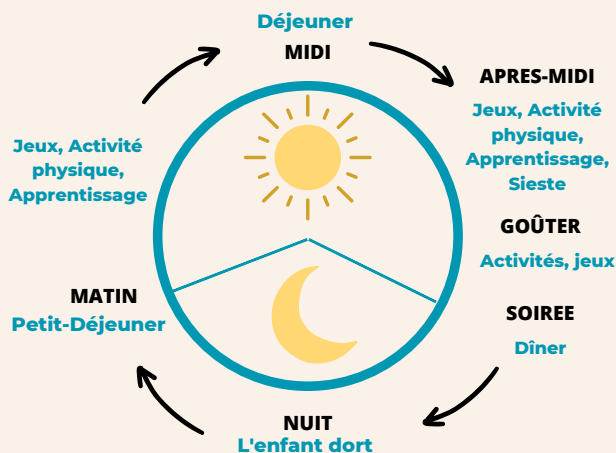 Déjeuner
MIDI
APRES-MIDI
Jeux, Activité
physique,
Apprentissage,
Sieste
GOÛTER
Activités, jeux
SOIREE
Dîner
NUIT
L'enfant dort
MATIN
Petit-Déjeuner
Jeux, Activité
physique,
Apprentissage